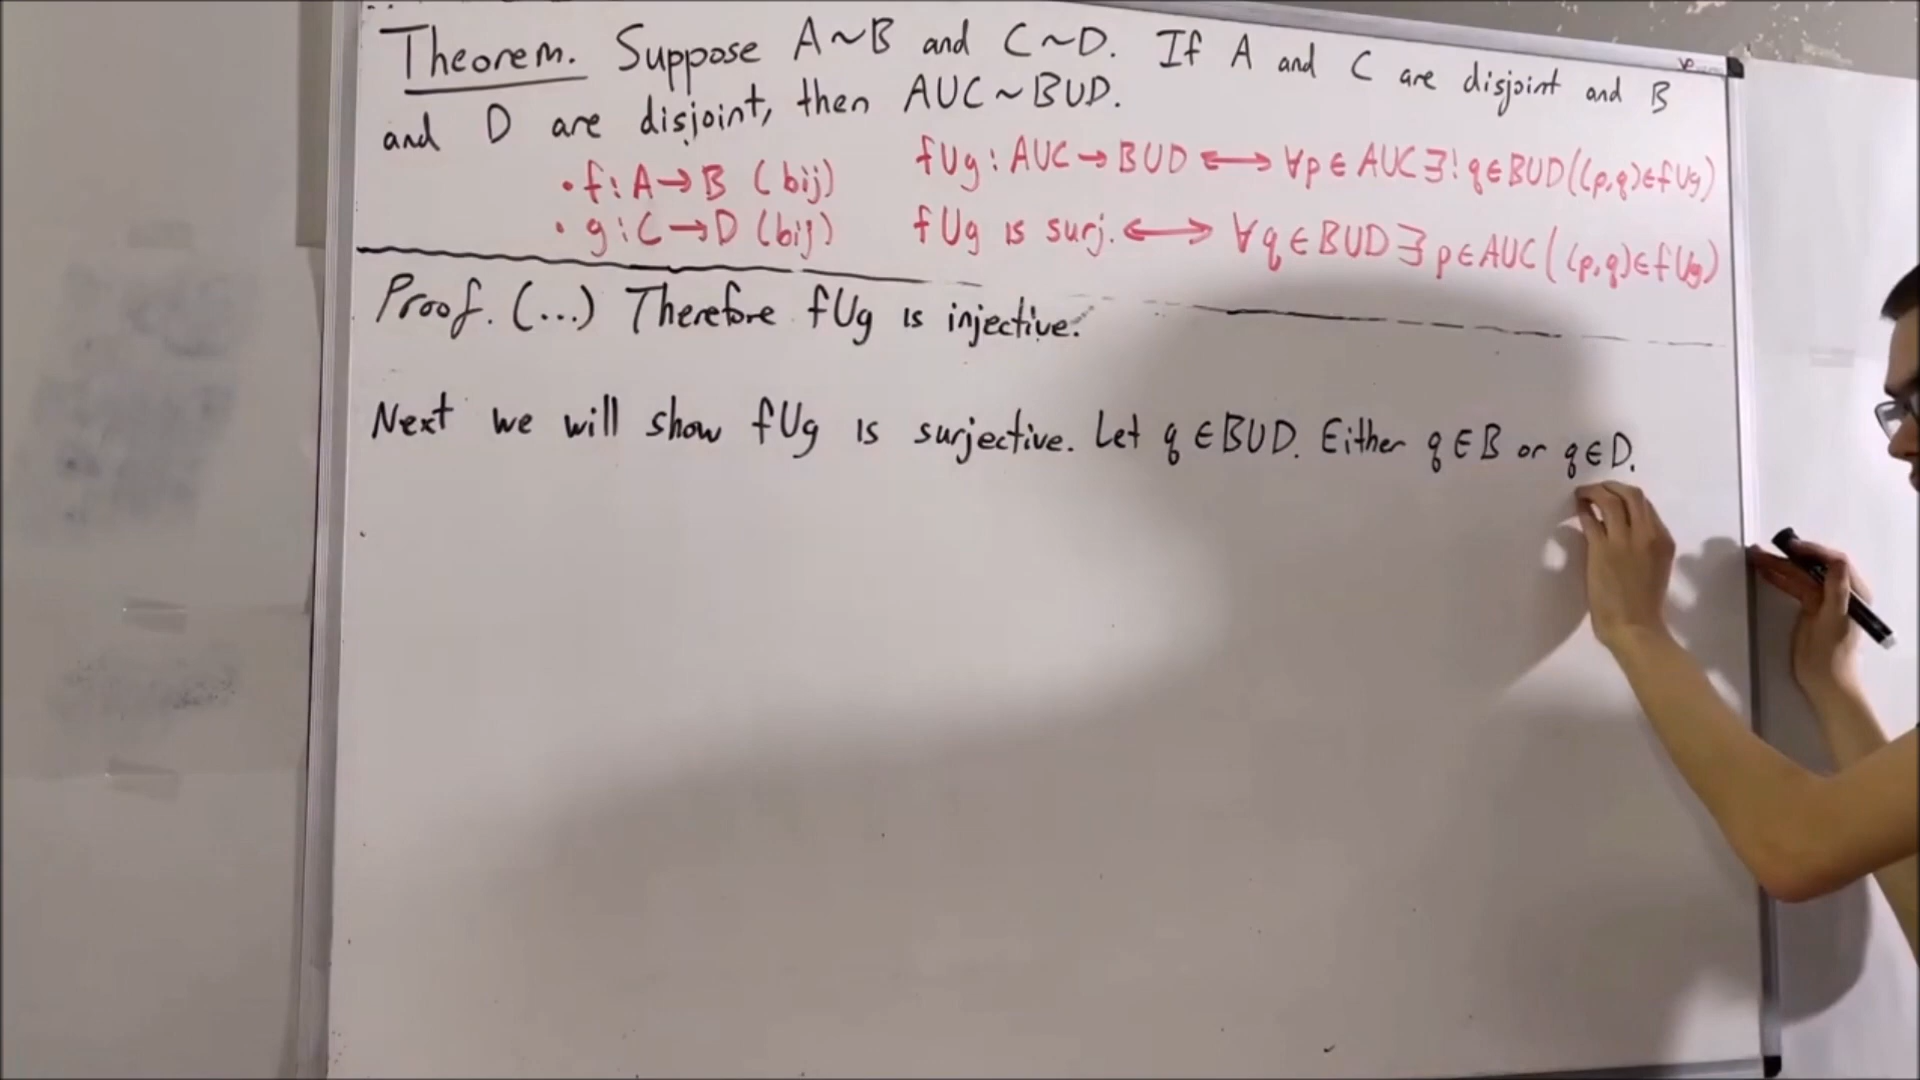 Theorem. Suppose A~B and C~D. If A and C are disjoint and B
and D are disjoint, then A∪C ~ B∪D.
• f: A→B (bij)
• g: C→D (bij)
f∪g: A∪C → B∪D ⟷ ∀p∈A∪C ∃! q∈B∪D((p,q)∈f∪g)
f∪g is surj. ⟷ ∀q∈B∪D ∃p∈A∪C((p,q)∈f∪g)
Proof. (...) Therefore f∪g is injective.
Next we will show f∪g is surjective. Let q∈B∪D. Either q∈B or q∈D.